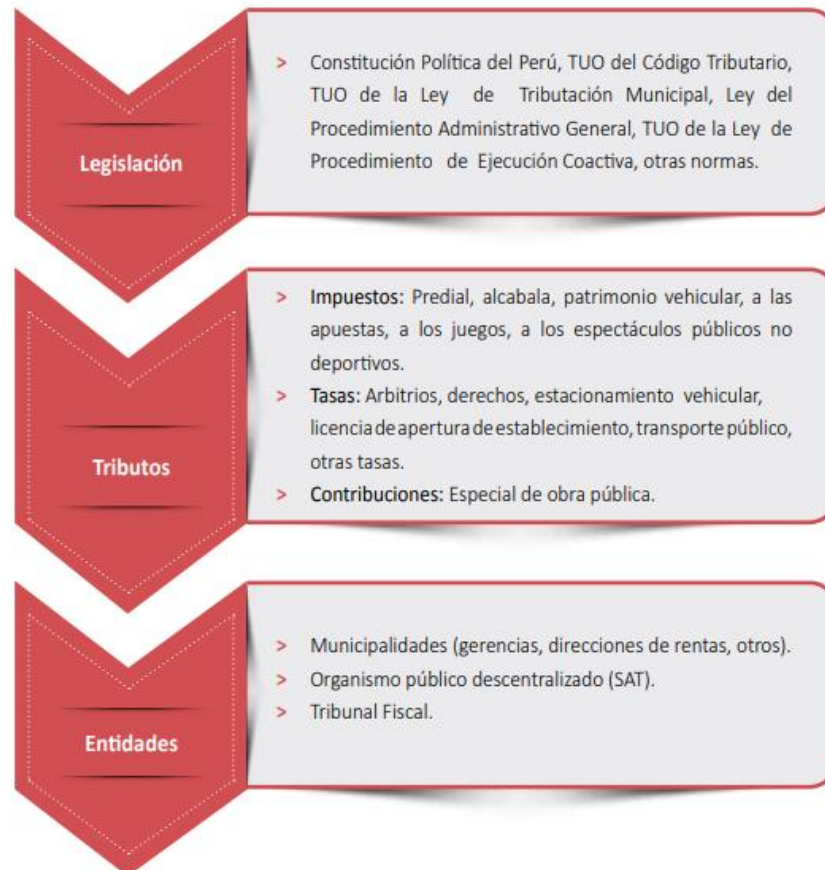 Legislación
> Constitución Política del Perú, TUO del Código Tributario,
TUO de la Ley de Tributación Municipal, Ley del
Procedimiento Administrativo General, TUO de la Ley de
Procedimiento de Ejecución Coactiva, otras normas.
Tributos
> Impuestos: Predial, alcabala, patrimonio vehicular, a las
apuestas, a los juegos, a los espectáculos públicos no
deportivos.
> Tasas: Arbitrios, derechos, estacionamiento vehicular,
licencia de apertura de establecimiento, transporte público,
otras tasas.
> Contribuciones: Especial de obra pública.
Entidades
> Municipalidades (gerencias, direcciones de rentas, otros).
> Organismo público descentralizado (SAT).
> Tribunal Fiscal.